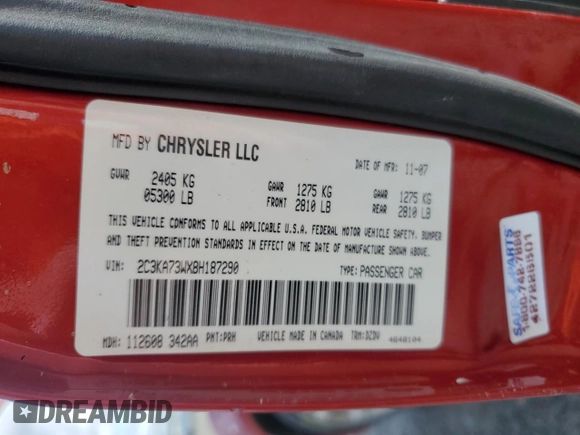 MFD BY CHRYSLER LLC
DATE OF MFR: 11-07
GVWR 2405 KG
05300 LB
GAWR FRONT 1275 KG
2810 LB
GAWR REAR 1275 KG
2810 LB
THIS VEHICLE CONFORMS TO ALL APPLICABLE U.S.A. FEDERAL MOTOR VEHICLE SAFETY, BUMPER
AND THEFT PREVENTION STANDARDS IN EFFECT ON THE DATE OF MANUFACTURE SHOWN ABOVE.
VIN: 2C3KA73WX8H187290
TYPE: PASSENGER CAR
MDH: 112608 342AA
PNT: PRH
VEHICLE MADE IN CANADA
TRM: DZDV
4648104
DREAMBID